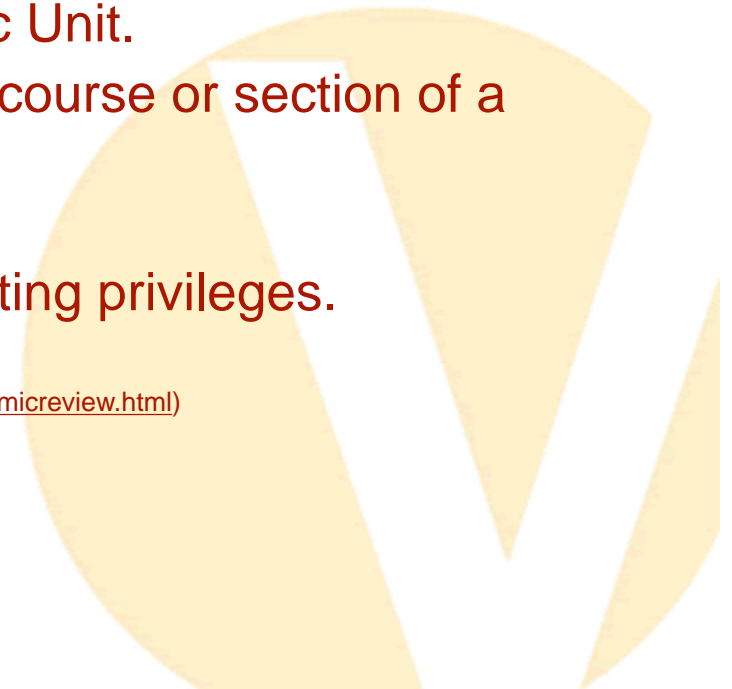 c Unit.
course or section of a
ting privileges.
micreview.html)